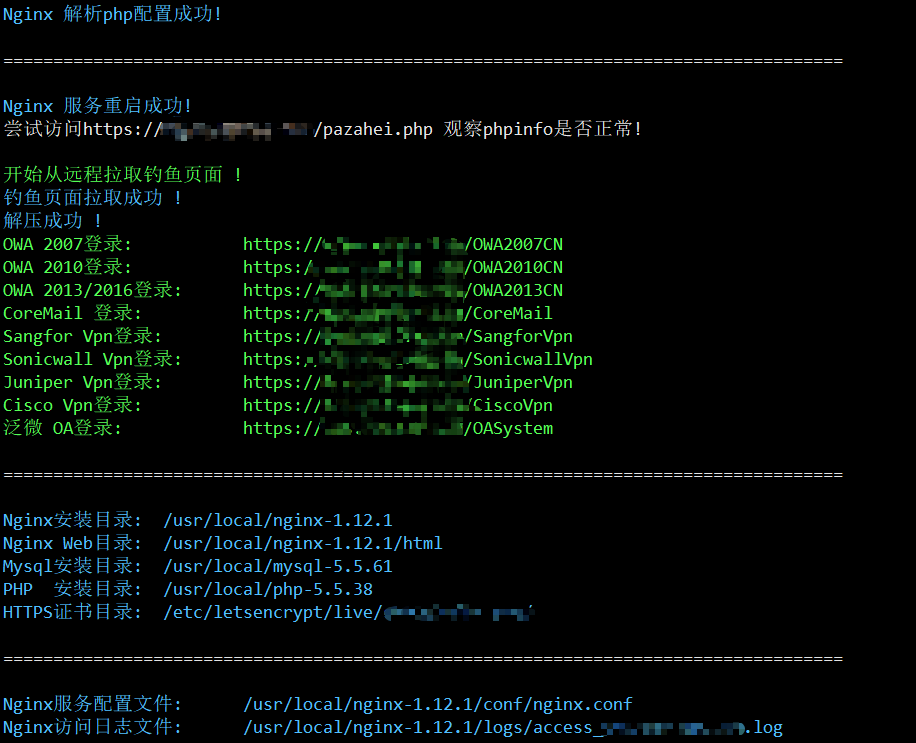 Nginx 解析php配置成功!
================================================================================
Nginx 服务重启成功!
尝试访问https:// /pazahei.php 观察phpinfo是否正常!
开始从远程拉取钓鱼页面 !
钓鱼页面拉取成功 !
解压成功 !
OWA 2007登录: https:// /OWA2007CN
OWA 2010登录: https:/ /OWA2010CN
OWA 2013/2016登录: https:// /OWA2013CN
CoreMail 登录: https:// /CoreMail
Sangfor Vpn登录: https:// /SangforVpn
Sonicwall Vpn登录: https: /SonicwallVpn
Juniper Vpn登录: https:// /JuniperVpn
Cisco Vpn登录: https:// /CiscoVpn
泛微 OA登录: https:// /OASystem
================================================================================
Nginx安装目录: /usr/local/nginx-1.12.1
Nginx Web目录: /usr/local/nginx-1.12.1/html
Mysql安装目录: /usr/local/mysql-5.5.61
PHP 安装目录: /usr/local/php-5.5.38
HTTPS证书目录: /etc/letsencrypt/live/
================================================================================
Nginx服务配置文件: /usr/local/nginx-1.12.1/conf/nginx.conf
Nginx访问日志文件: /usr/local/nginx-1.12.1/logs/access_ .log